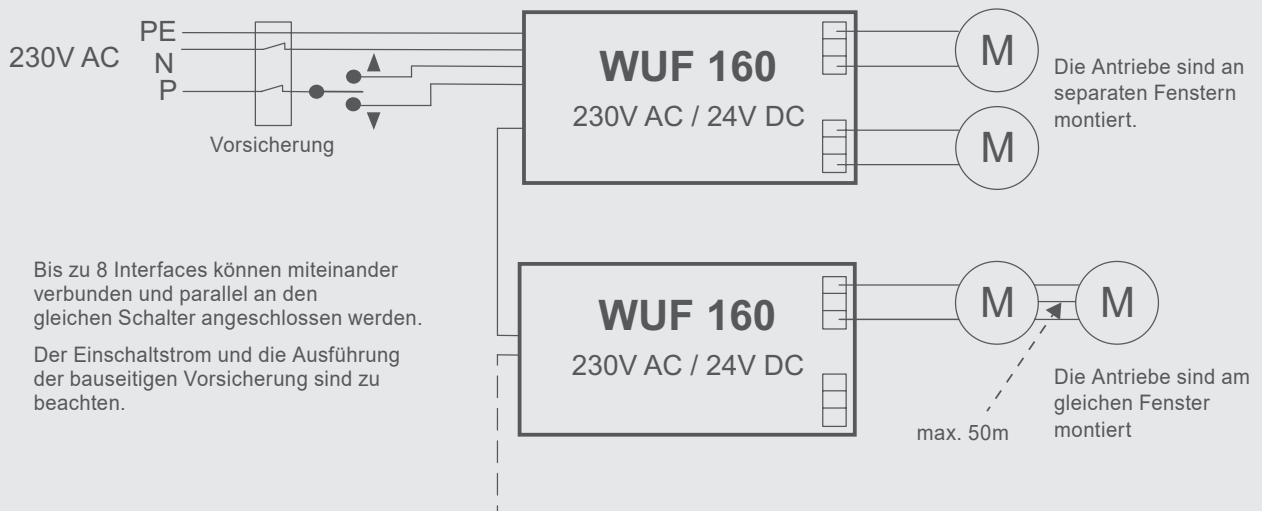 PE
230V AC
N
P
Vorsicherung
WUF 160
230V AC / 24V DC
M
M
Die Antriebe sind an
separaten Fenstern
montiert.
Bis zu 8 Interfaces können miteinander
verbunden und parallel an den
gleichen Schalter angeschlossen werden.
Der Einschaltstrom und die Ausführung
der bauseitigen Vorsicherung sind zu
beachten.
WUF 160
230V AC / 24V DC
M
M
max. 50m
Die Antriebe sind am
gleichen Fenster
montiert